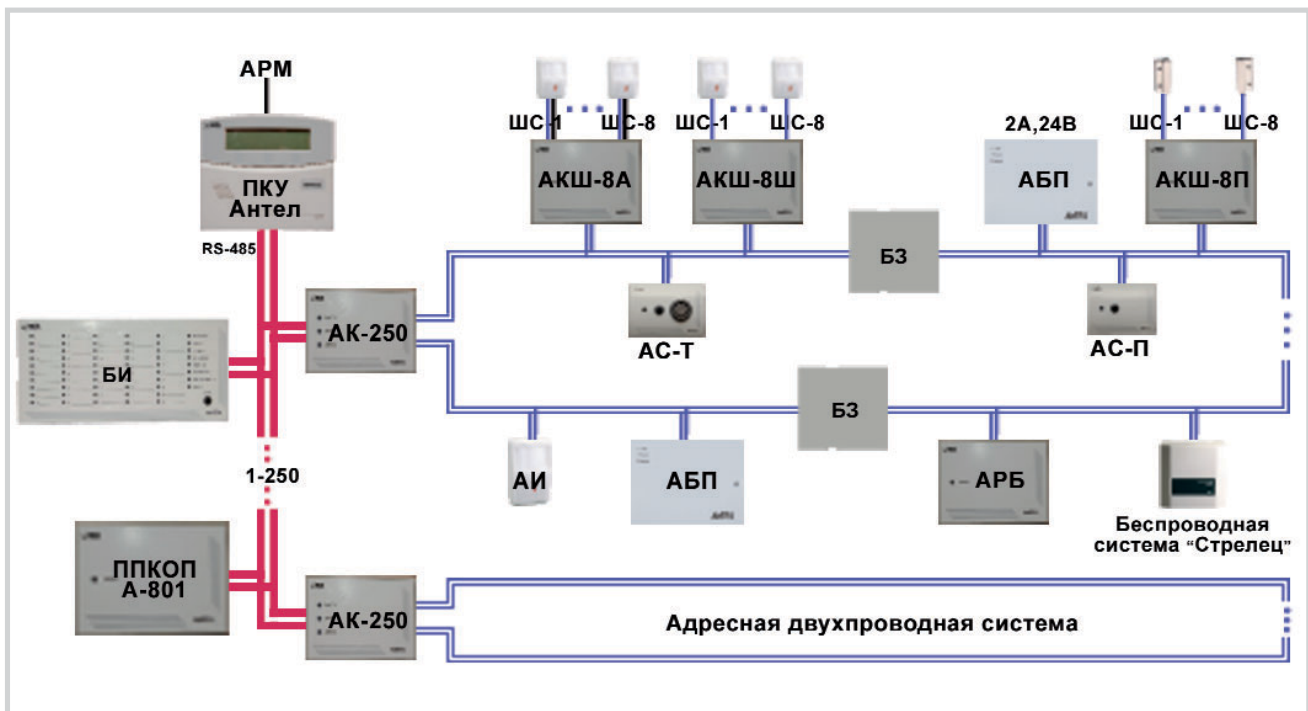 АРМ
ШС-1
ШС-8
ШС-1
ШС-8
2А,24В
ШС-1
ШС-8
АКШ-8А
АКШ-8Ш
АБП
АКШ-8П
ПКУ
Антел
RS-485
БЗ
АК-250
АС-Т
АС-П
БИ
БЗ
1-250
АИ
АБП
АРБ
Беспроводная
система “Стрелец”
ППКОП
А-801
АК-250
Адресная двухпроводная система